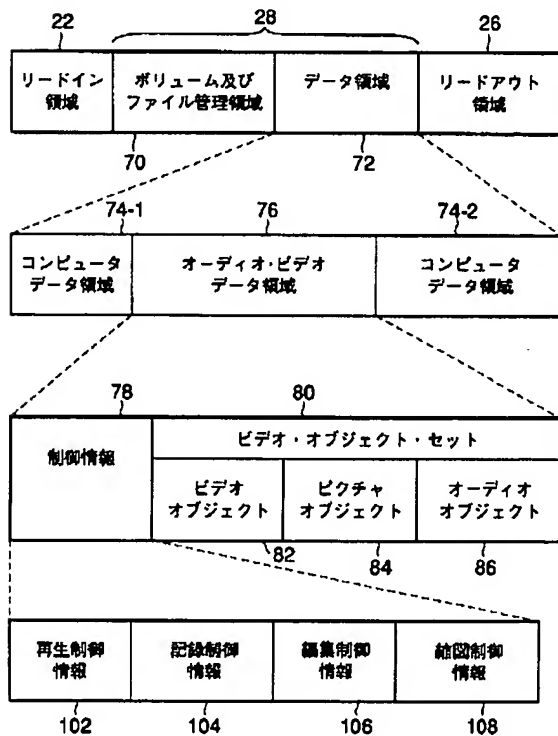 22
28
26
リードイン
領域
ボリューム及び
ファイル管理領域
データ領域
リードアウト
領域
70
72
74-1
76
74-2
コンピュータ
データ領域
オーディオ・ビデオ
データ領域
コンピュータ
データ領域
78
80
制御情報
ビデオ・オブジェクト・セット
ビデオ
オブジェクト
ピクチャ
オブジェクト
オーディオ
オブジェクト
82
84
86
再生制御
情報
記録制御
情報
編集制御
情報
縮図制御
情報
102
104
106
108